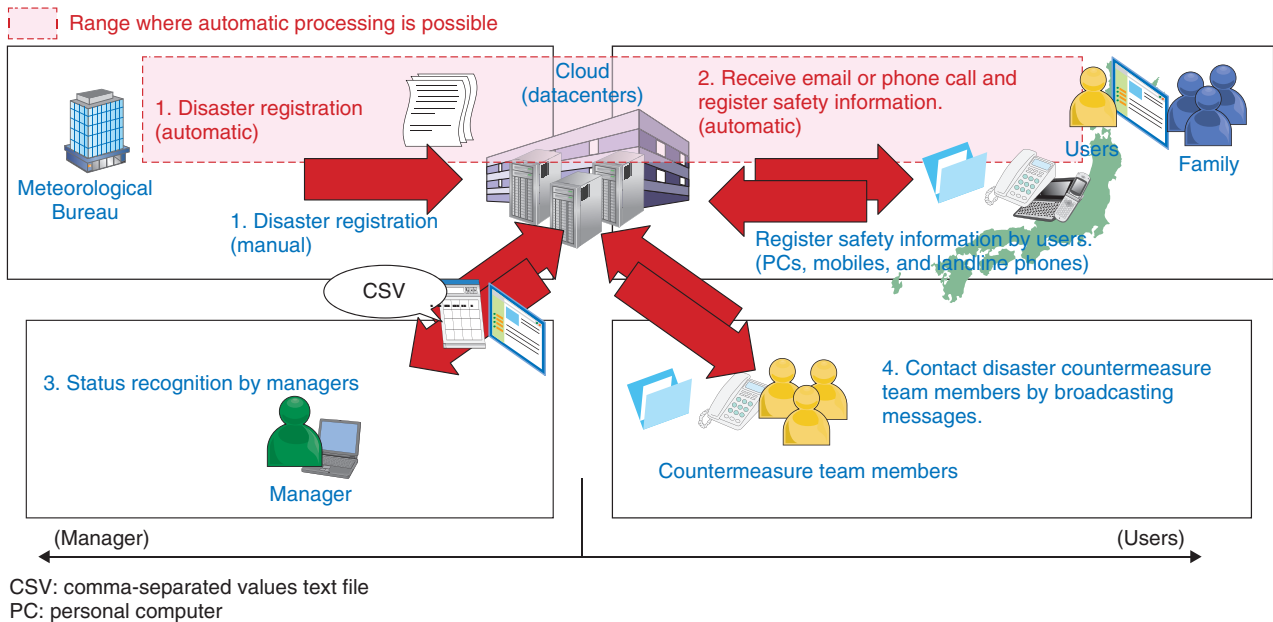 Range where automatic processing is possible
Cloud
(datacenters)
1. Disaster registration
(automatic)
2. Receive email or phone call and
register safety information.
(automatic)
Users
Family
Meteorological
Bureau
1. Disaster registration
(manual)
Register safety information by users.
(PCs, mobiles, and landline phones)
CSV
3. Status recognition by managers
Manager
4. Contact disaster countermeasure
team members by broadcasting
messages.
Countermeasure team members
(Manager)
(Users)
CSV: comma-separated values text file
PC: personal computer